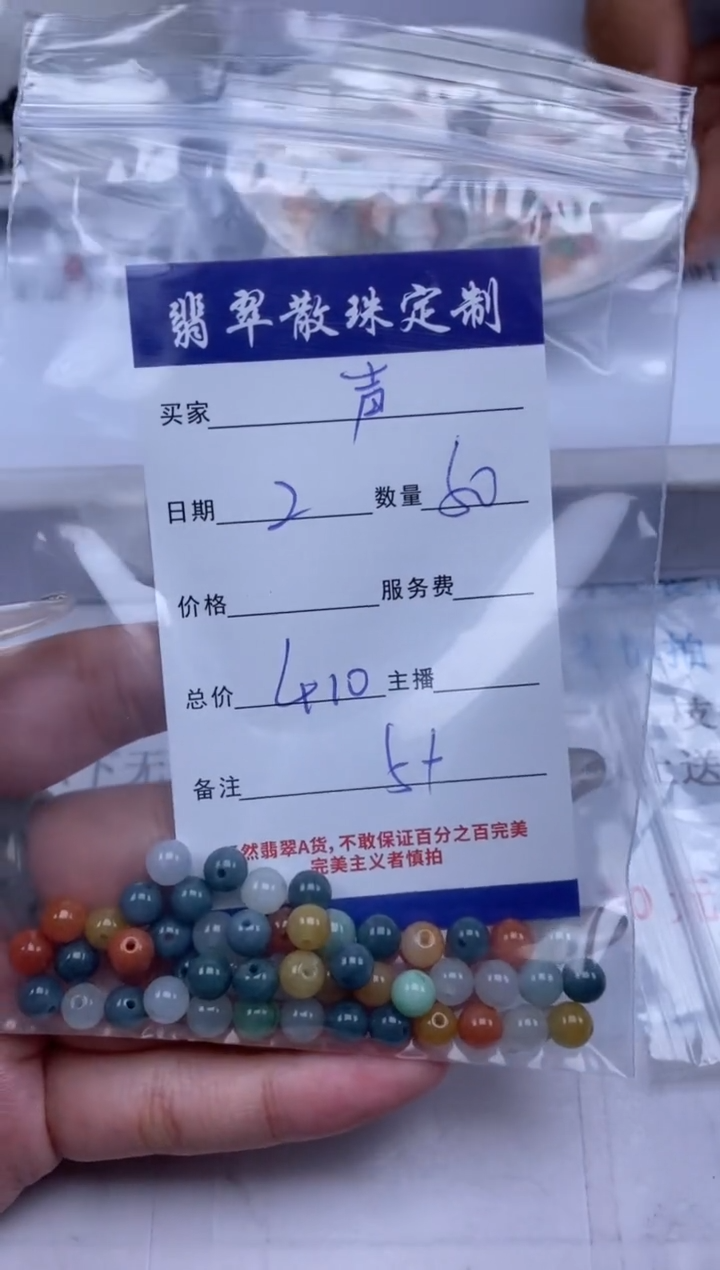 翡翠散珠定制
买家 声
日期 2 数量 60
价格 服务费
总价 410 主播
备注 5+
然翡翠A货,不敢保证百分之百完美
完美主义者慎拍